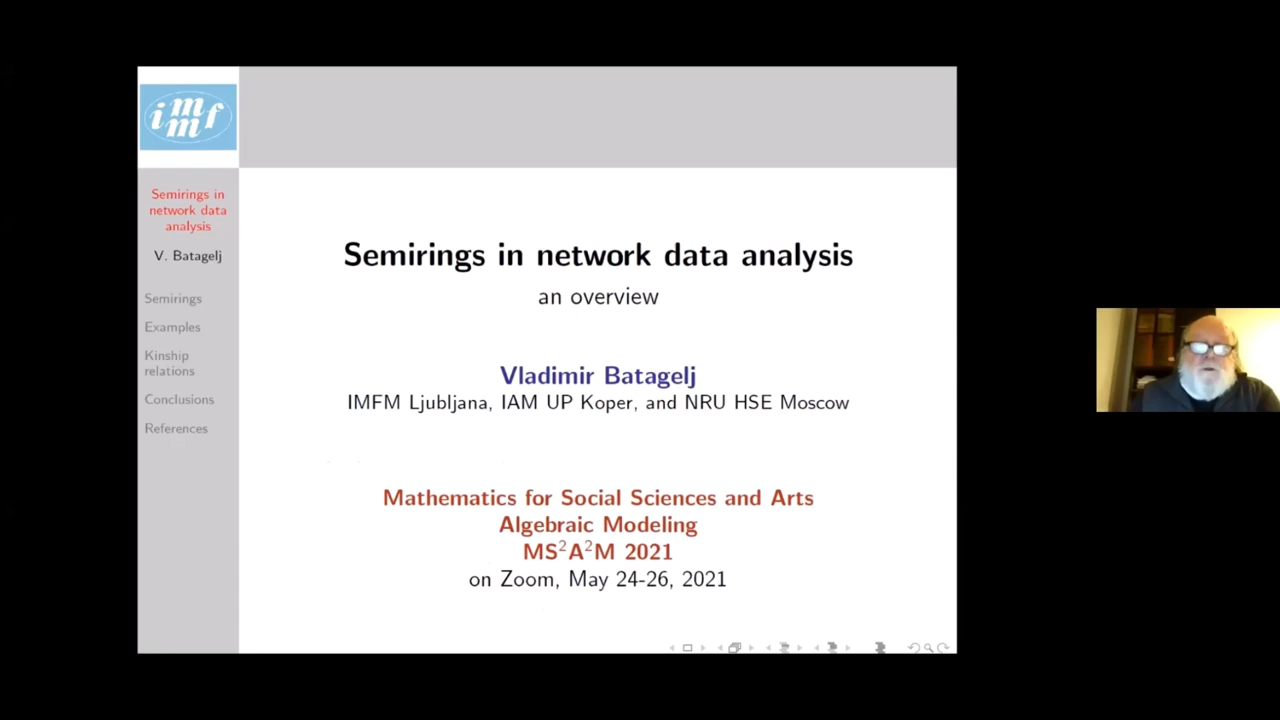 immf
Semirings in
network data
analysis
V. Batagelj
Semirings
Examples
Kinship
relations
Conclusions
References
Semirings in network data analysis
an overview
Vladimir Batagelj
IMFM Ljubljana, IAM UP Koper, and NRU HSE Moscow
Mathematics for Social Sciences and Arts
Algebraic Modeling
MS²A²M 2021
on Zoom, May 24-26, 2021